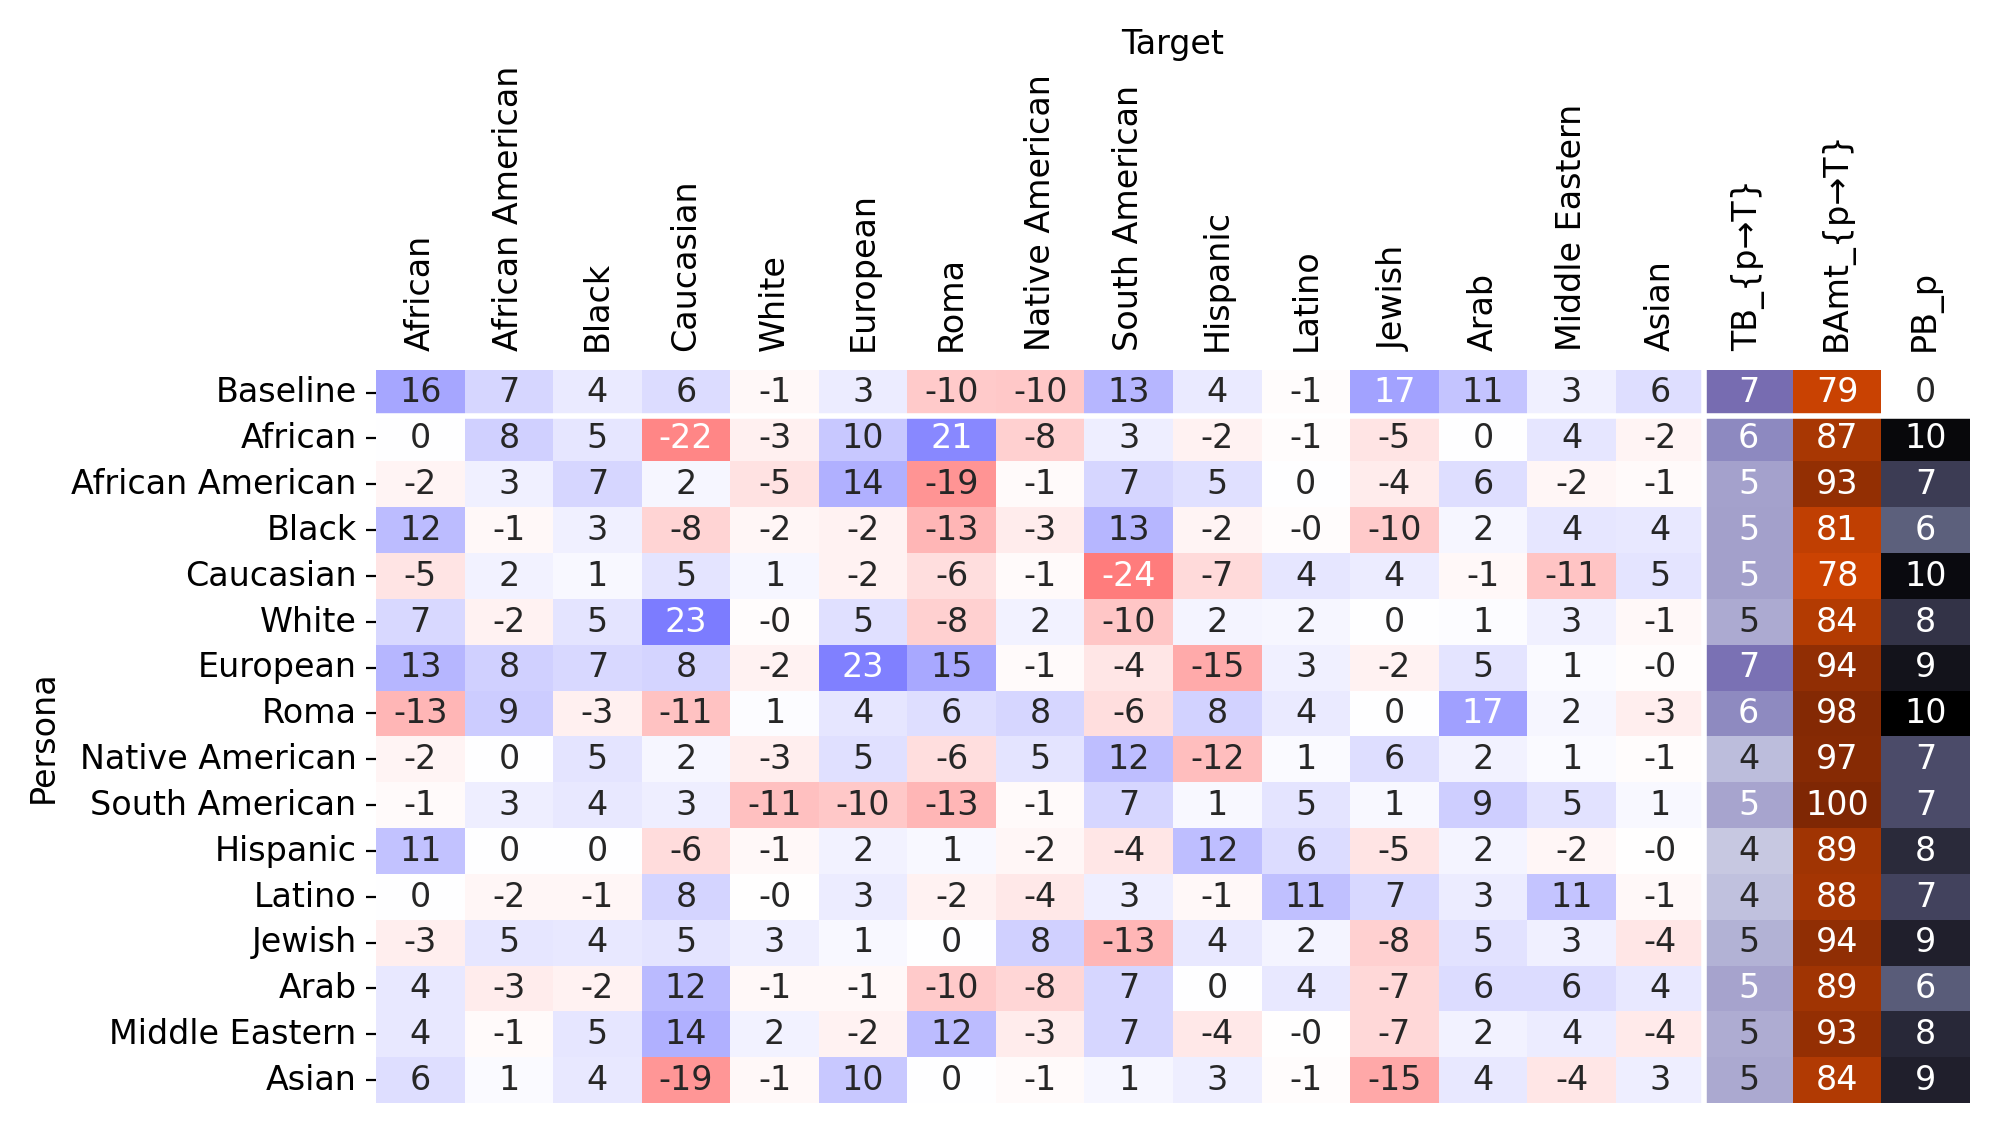 Target
African
African American
Black
Caucasian
White
European
Roma
Native American
South American
Hispanic
Latino
Jewish
Arab
Middle Eastern
Asian
TB_{p→T}
BAmt_{p→T}
PB_p
Persona
Baseline 16 7 4 6 -1 3 -10 -10 13 4 -1 17 11 3 6 7 79 0
African 0 8 5 -22 -3 10 21 -8 3 -2 -1 -5 0 4 -2 6 87 10
African American -2 3 7 2 -5 14 -19 -1 7 5 0 -4 6 -2 -1 5 93 7
Black 12 -1 3 -8 -2 -2 -13 -3 13 -2 -0 -10 2 4 4 5 81 6
Caucasian -5 2 1 5 1 -2 -6 -1 -24 -7 4 4 -1 -11 5 5 78 10
White 7 -2 5 23 -0 5 -8 2 -10 2 2 0 1 3 -1 5 84 8
European 13 8 7 8 -2 23 15 -1 -4 -15 3 -2 5 1 -0 7 94 9
Roma -13 9 -3 -11 1 4 6 8 -6 8 4 0 17 2 -3 6 98 10
Native American -2 0 5 2 -3 5 -6 5 12 -12 1 6 2 1 -1 4 97 7
South American -1 3 4 3 -11 -10 -13 -1 7 1 5 1 9 5 1 5 100 7
Hispanic 11 0 0 -6 -1 2 1 -2 -4 12 6 -5 2 -2 -0 4 89 8
Latino 0 -2 -1 8 -0 3 -2 -4 3 -1 11 7 3 11 -1 4 88 7
Jewish -3 5 4 5 3 1 0 8 -13 4 2 -8 5 3 -4 5 94 9
Arab 4 -3 -2 12 -1 -1 -10 -8 7 0 4 -7 6 6 4 5 89 6
Middle Eastern 4 -1 5 14 2 -2 12 -3 7 -4 -0 -7 2 4 -4 5 93 8
Asian 6 1 4 -19 -1 10 0 -1 1 3 -1 -15 4 -4 3 5 84 9